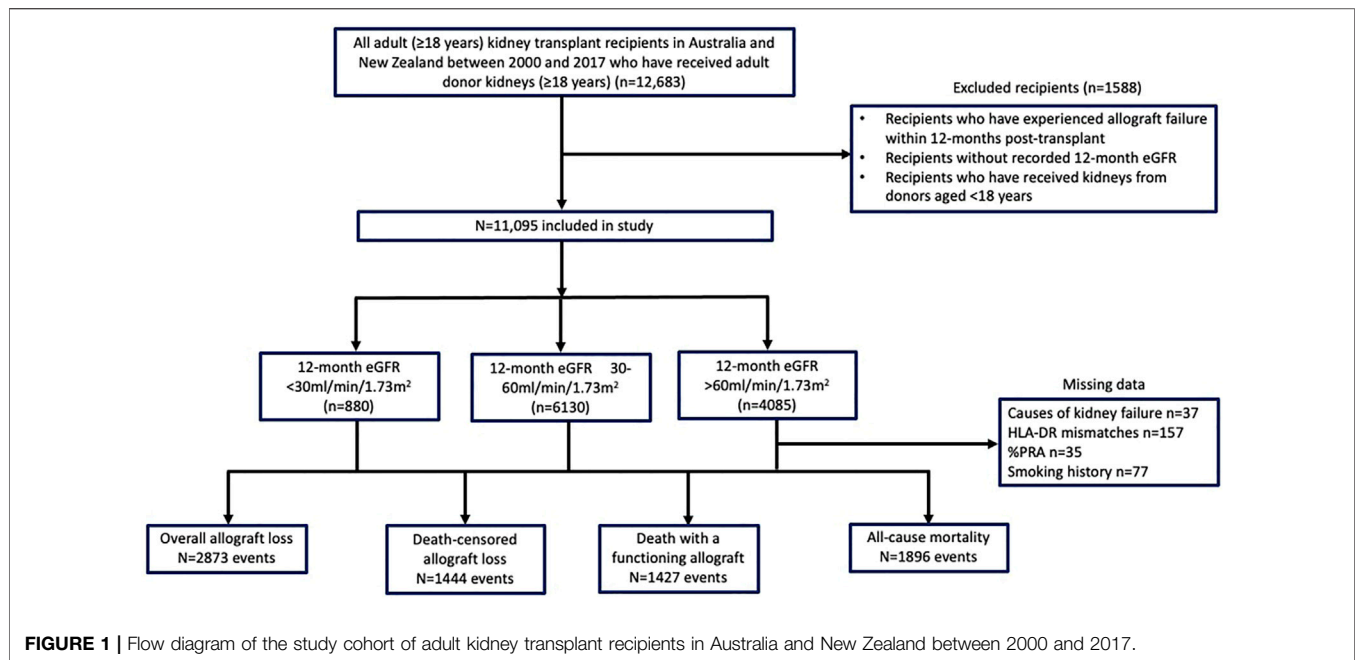 All adult (≥18 years) kidney transplant recipients in Australia and
New Zealand between 2000 and 2017 who have received adult
donor kidneys (≥18 years) (n=12,683)
Excluded recipients (n=1588)
• Recipients who have experienced allograft failure
within 12-months post-transplant
• Recipients without recorded 12-month eGFR
• Recipients who have received kidneys from
donors aged <18 years
N=11,095 included in study
12-month eGFR
<30ml/min/1.73m²
(n=880)
12-month eGFR 30-
60ml/min/1.73m²
(n=6130)
12-month eGFR
>60ml/min/1.73m²
(n=4085)
Missing data
Causes of kidney failure n=37
HLA-DR mismatches n=157
%PRA n=35
Smoking history n=77
Overall allograft loss
N=2873 events
Death-censored
allograft loss
N=1444 events
Death with a
functioning allograft
N=1427 events
All-cause mortality
N=1896 events
FIGURE 1 | Flow diagram of the study cohort of adult kidney transplant recipients in Australia and New Zealand between 2000 and 2017.